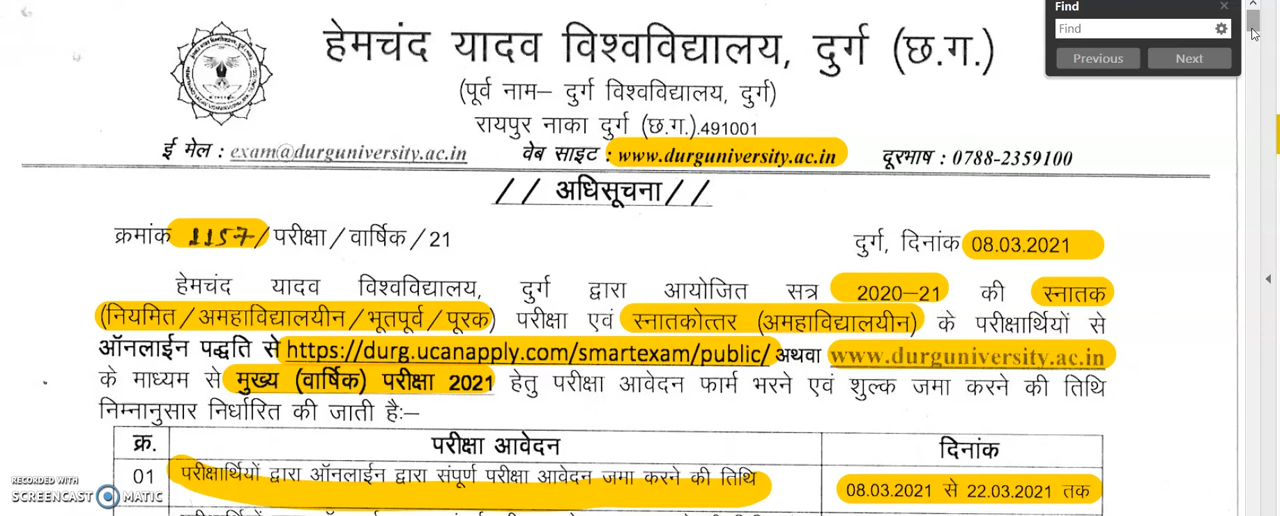 Find
Find
Previous Next
हेमचंद यादव विश्वविद्यालय, दुर्ग (छ.ग.)
(पूर्व नाम– दुर्ग विश्वविद्यालय, दुर्ग)
रायपुर नाका दुर्ग (छ.ग.).491001
ई मेल : exam@durguniversity.ac.in वेब साइट : www.durguniversity.ac.in दूरभाष : 0788-2359100
// अधिसूचना //
क्रमांक 1157/परीक्षा/वार्षिक/21 दुर्ग, दिनांक 08.03.2021
हेमचंद यादव विश्वविद्यालय, दुर्ग द्वारा आयोजित सत्र 2020–21 की स्नातक
(नियमित/अमहाविद्यालयीन/भूतपूर्व/पूरक) परीक्षा एवं स्नातकोत्तर (अमहाविद्यालयीन) के परीक्षार्थियों से
ऑनलाईन पद्धति से https://durg.ucanapply.com/smartexam/public/ अथवा www.durguniversity.ac.in
के माध्यम से मुख्य (वार्षिक) परीक्षा 2021 हेतु परीक्षा आवेदन फार्म भरने एवं शुल्क जमा करने की तिथि
निम्नानुसार निर्धारित की जाती है:–
क्र. परीक्षा आवेदन दिनांक
01 परीक्षार्थियों द्वारा ऑनलाईन द्वारा संपूर्ण परीक्षा आवेदन जमा करने की तिथि 08.03.2021 से 22.03.2021 तक
RECORDED WITH
SCREENCAST MATIC